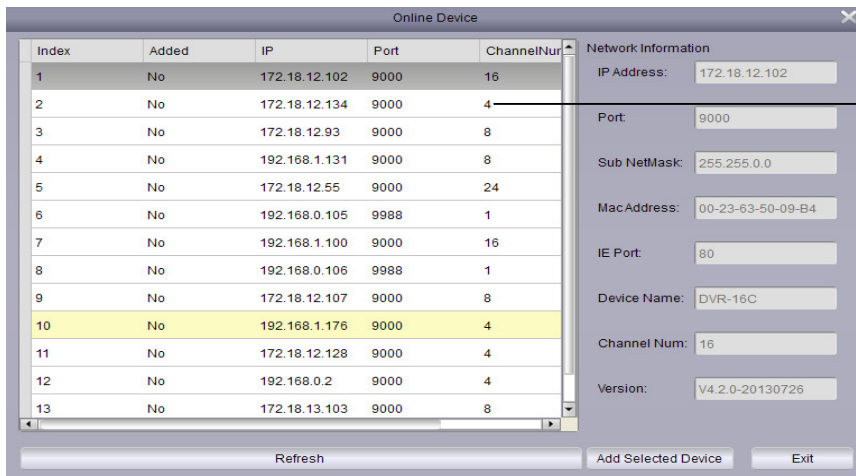 Online Device
Index Added IP Port ChannelNur
1 No 172.18.12.102 9000 16
2 No 172.18.12.134 9000 4
3 No 172.18.12.93 9000 8
4 No 192.168.1.131 9000 8
5 No 172.18.12.55 9000 24
6 No 192.168.0.105 9988 1
7 No 192.168.1.100 9000 16
8 No 192.168.0.106 9988 1
9 No 172.18.12.107 9000 8
10 No 192.168.1.176 9000 4
11 No 172.18.12.128 9000 4
12 No 192.168.0.2 9000 4
13 No 172.18.13.103 9000 8
Network Information
IP Address: 172.18.12.102
Port: 9000
Sub NetMask: 255.255.0.0
Mac Address: 00-23-63-50-09-B4
IE Port: 80
Device Name: DVR-16C
Channel Num: 16
Version: V4.2.0-20130726
Refresh Add Selected Device Exit